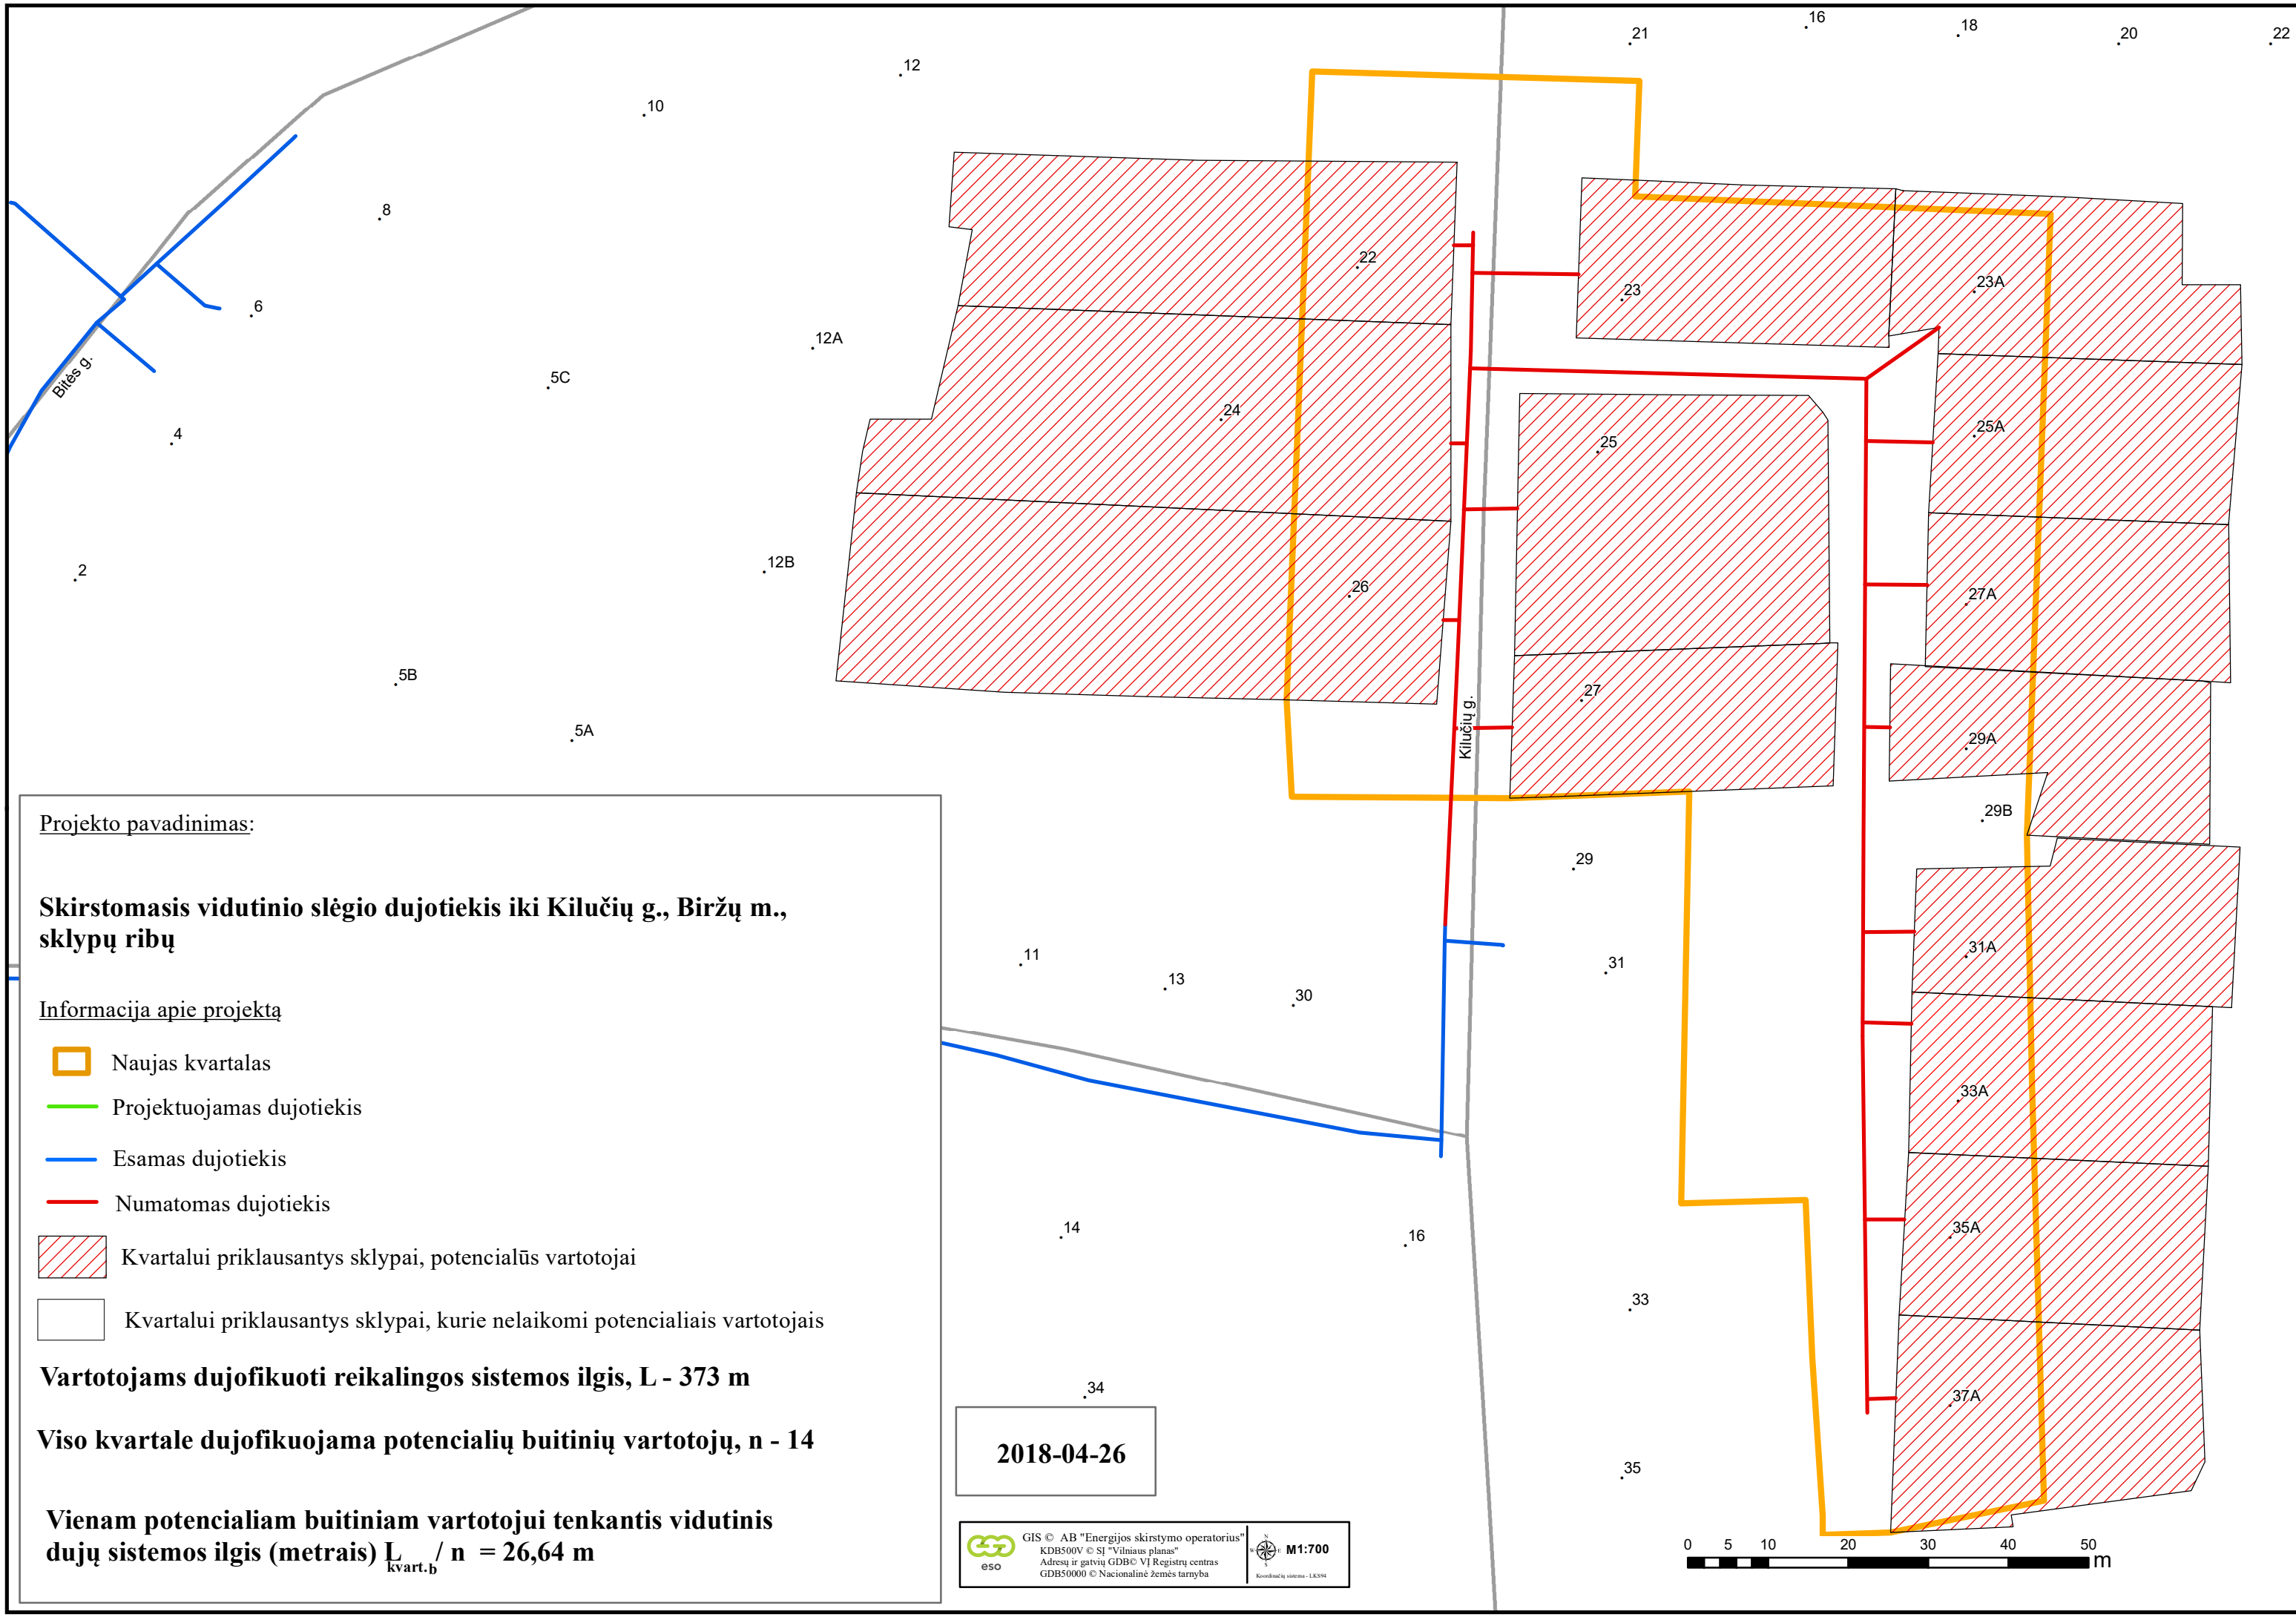 21
16
18
20
22
12
10
8
6
22
23
23A
12A
5C
Bitės g.
4
24
25
25A
2
12B
26
27A
5B
27
5A
Kilučių g.
29A
29B
29
11
13
30
31
31A
33A
14
16
35A
33
34
37A
35
Projekto pavadinimas:
Skirstomasis vidutinio slėgio dujotiekis iki Kilučių g., Biržų m.,
sklypų ribų
Informacija apie projektą
Naujas kvartalas
Projektuojamas dujotiekis
Esamas dujotiekis
Numatomas dujotiekis
Kvartalui priklausantys sklypai, potencialūs vartotojai
Kvartalui priklausantys sklypai, kurie nelaikomi potencialiais vartotojais
Vartotojams dujofikuoti reikalingos sistemos ilgis, L - 373 m
Viso kvartale dujofikuojama potencialių buitinių vartotojų, n - 14
Vienam potencialiam buitiniam vartotojui tenkantis vidutinis
dujų sistemos ilgis (metrais) L kvart.b / n = 26,64 m
2018-04-26
eso
GIS © AB "Energijos skirstymo operatorius"
KDB500V © SĮ "Vilniaus planas"
Adresų ir gatvių GDB© VĮ Registrų centras
GDB50000 © Nacionalinė žemės tarnyba
N
W
E
S
M1:700
Koordinačių sistema - LKS94
0 5 10 20 30 40 50
m